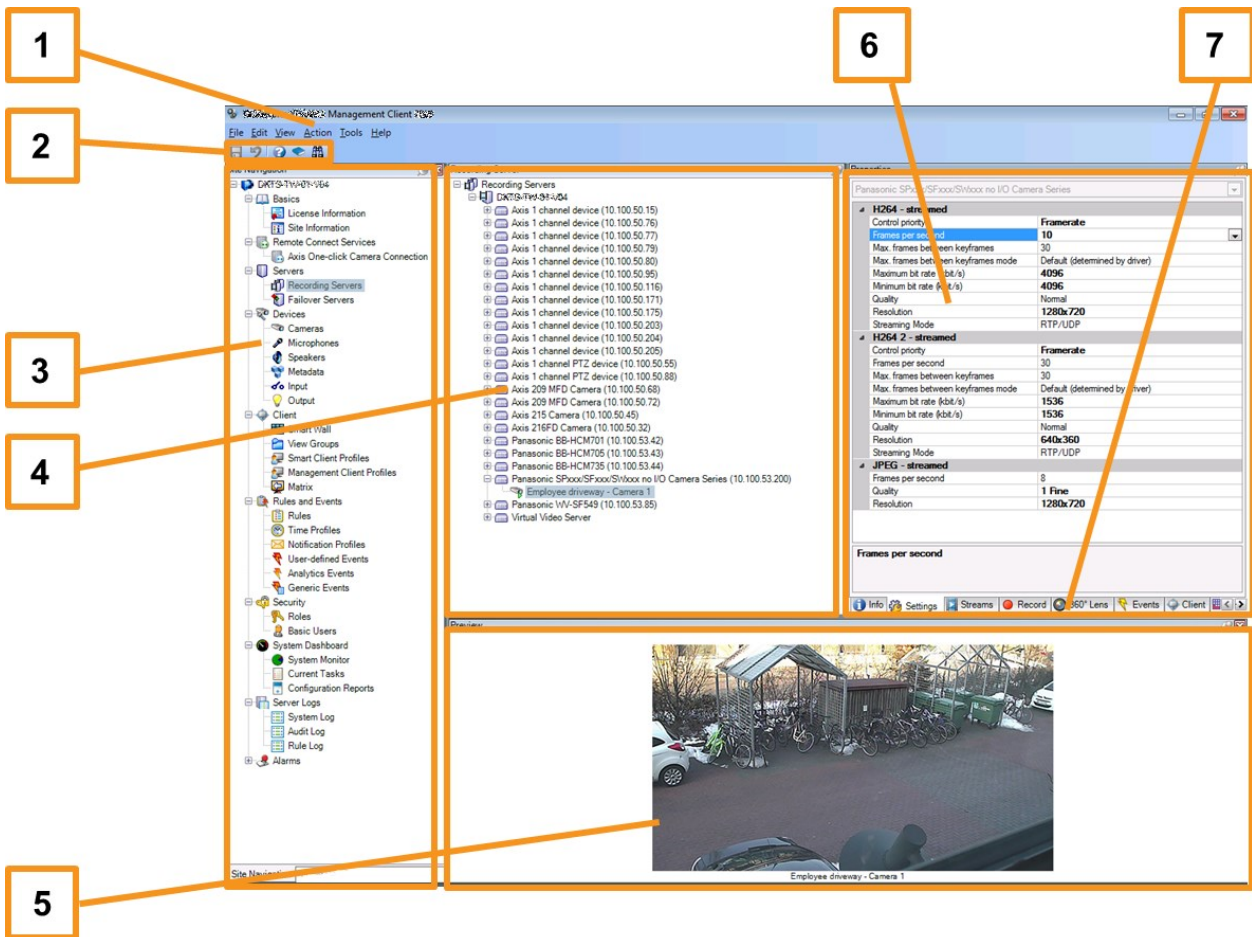 1
6
7
2
3
4
5
Management Client
File Edit View Action Tools Help
Site Navigation
Basics
License Information
Site Information
Remote Connect Services
Axis One-click Camera Connection
Servers
Recording Servers
Failover Servers
Devices
Cameras
Microphones
Speakers
Metadata
Input
Output
Client
Smart Wall
View Groups
Smart Client Profiles
Management Client Profiles
Matrix
Rules and Events
Rules
Time Profiles
Notification Profiles
User-defined Events
Analytics Events
Generic Events
Security
Roles
Basic Users
System Dashboard
System Monitor
Current Tasks
Configuration Reports
Server Logs
System Log
Audit Log
Rule Log
Alarms
Site Navigation
Recording Server
Recording Servers
Axis 1 channel device (10.100.50.15)
Axis 1 channel device (10.100.50.76)
Axis 1 channel device (10.100.50.77)
Axis 1 channel device (10.100.50.79)
Axis 1 channel device (10.100.50.80)
Axis 1 channel device (10.100.50.95)
Axis 1 channel device (10.100.50.116)
Axis 1 channel device (10.100.50.171)
Axis 1 channel device (10.100.50.175)
Axis 1 channel device (10.100.50.203)
Axis 1 channel device (10.100.50.204)
Axis 1 channel device (10.100.50.205)
Axis 1 channel PTZ device (10.100.50.55)
Axis 1 channel PTZ device (10.100.50.88)
Axis 209 MFD Camera (10.100.50.68)
Axis 209 MFD Camera (10.100.50.72)
Axis 215 Camera (10.100.50.45)
Axis 216FD Camera (10.100.50.32)
Panasonic BB-HCM701 (10.100.53.42)
Panasonic BB-HCM705 (10.100.53.43)
Panasonic BB-HCM735 (10.100.53.44)
Panasonic SPxxx/SFxxx/SWxxx no I/O Camera Series (10.100.53.200)
Employee driveway - Camera 1
Panasonic WV-SF549 (10.100.53.85)
Virtual Video Server
Properties
Panasonic SPxxx/SFxxx/SWxxx no I/O Camera Series
H264 - streamed
Control priority Framerate
Frames per second 10
Max. frames between keyframes 30
Max. frames between keyframes mode Default (determined by driver)
Maximum bit rate (kbit/s) 4096
Minimum bit rate (kbit/s) 4096
Quality Normal
Resolution 1280x720
Streaming Mode RTP/UDP
H264 2 - streamed
Control priority Framerate
Frames per second 30
Max. frames between keyframes 30
Max. frames between keyframes mode Default (determined by driver)
Maximum bit rate (kbit/s) 1536
Minimum bit rate (kbit/s) 1536
Quality Normal
Resolution 640x360
Streaming Mode RTP/UDP
JPEG - streamed
Frames per second 8
Quality 1 Fine
Resolution 1280x720
Frames per second
Info Settings Streams Record 360° Lens Events Client
Preview
Employee driveway - Camera 1